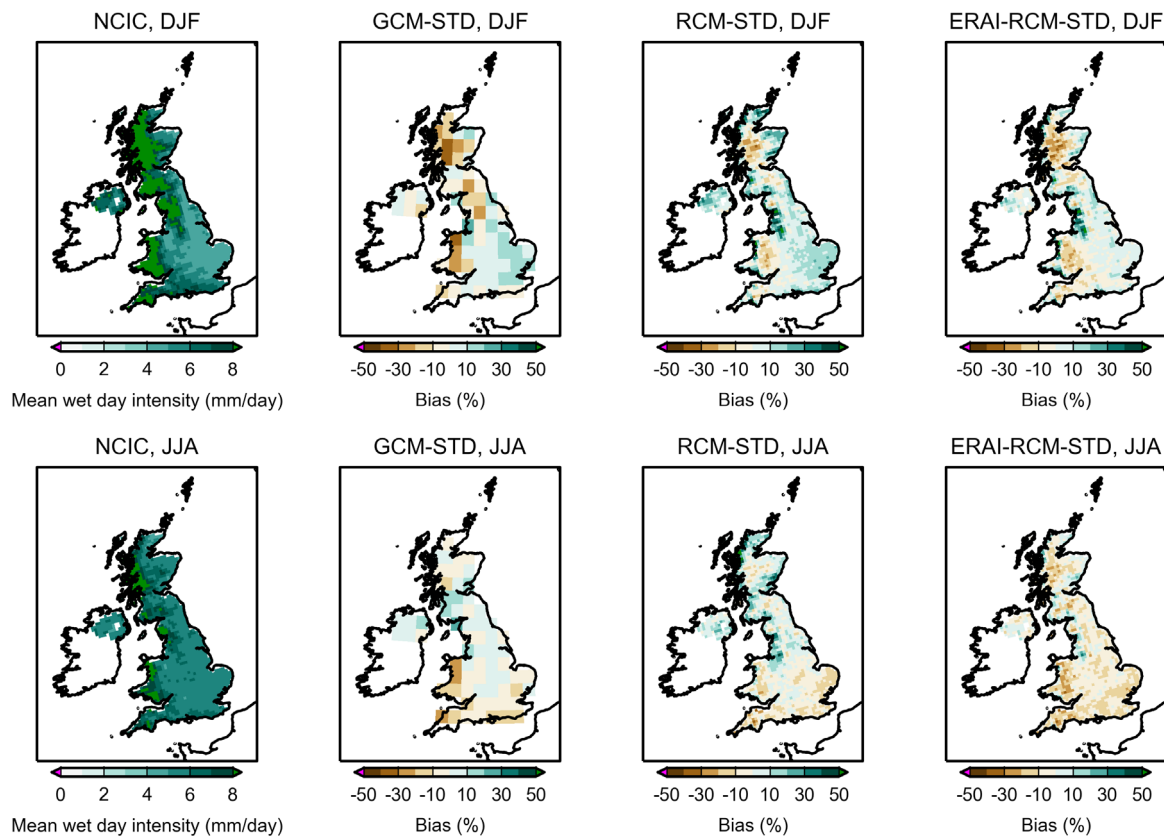 NCIC, DJF
GCM-STD, DJF
RCM-STD, DJF
ERAI-RCM-STD, DJF
0 2 4 6 8
-50 -30 -10 10 30 50
-50 -30 -10 10 30 50
-50 -30 -10 10 30 50
Mean wet day intensity (mm/day)
Bias (%)
Bias (%)
Bias (%)
NCIC, JJA
GCM-STD, JJA
RCM-STD, JJA
ERAI-RCM-STD, JJA
0 2 4 6 8
-50 -30 -10 10 30 50
-50 -30 -10 10 30 50
-50 -30 -10 10 30 50
Mean wet day intensity (mm/day)
Bias (%)
Bias (%)
Bias (%)